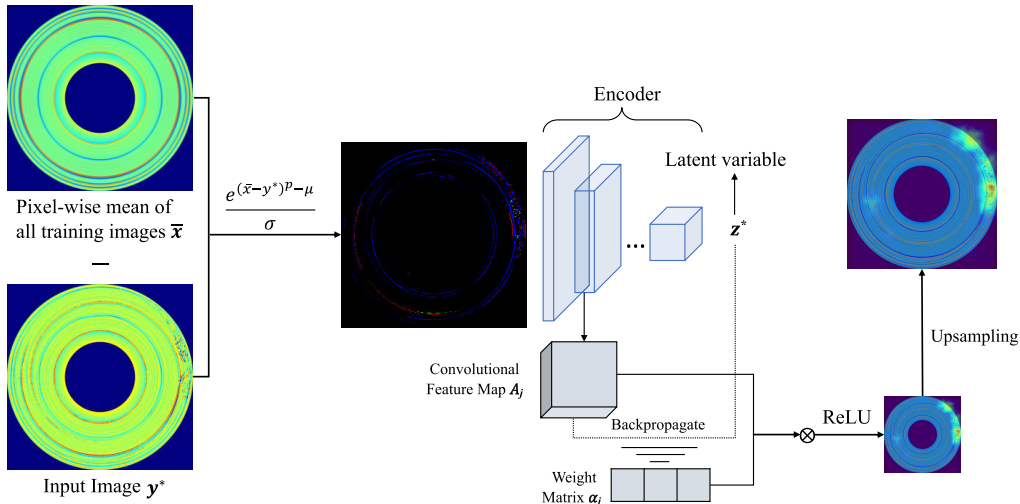 Pixel-wise mean of
all training images x̄
—
Input Image y*
e^{(x̄−y*)^p−μ}
σ
Encoder
Latent variable
z*
...
Convolutional
Feature Map A_j
Backpropagate
Weight
Matrix α_j
ReLU
Upsampling